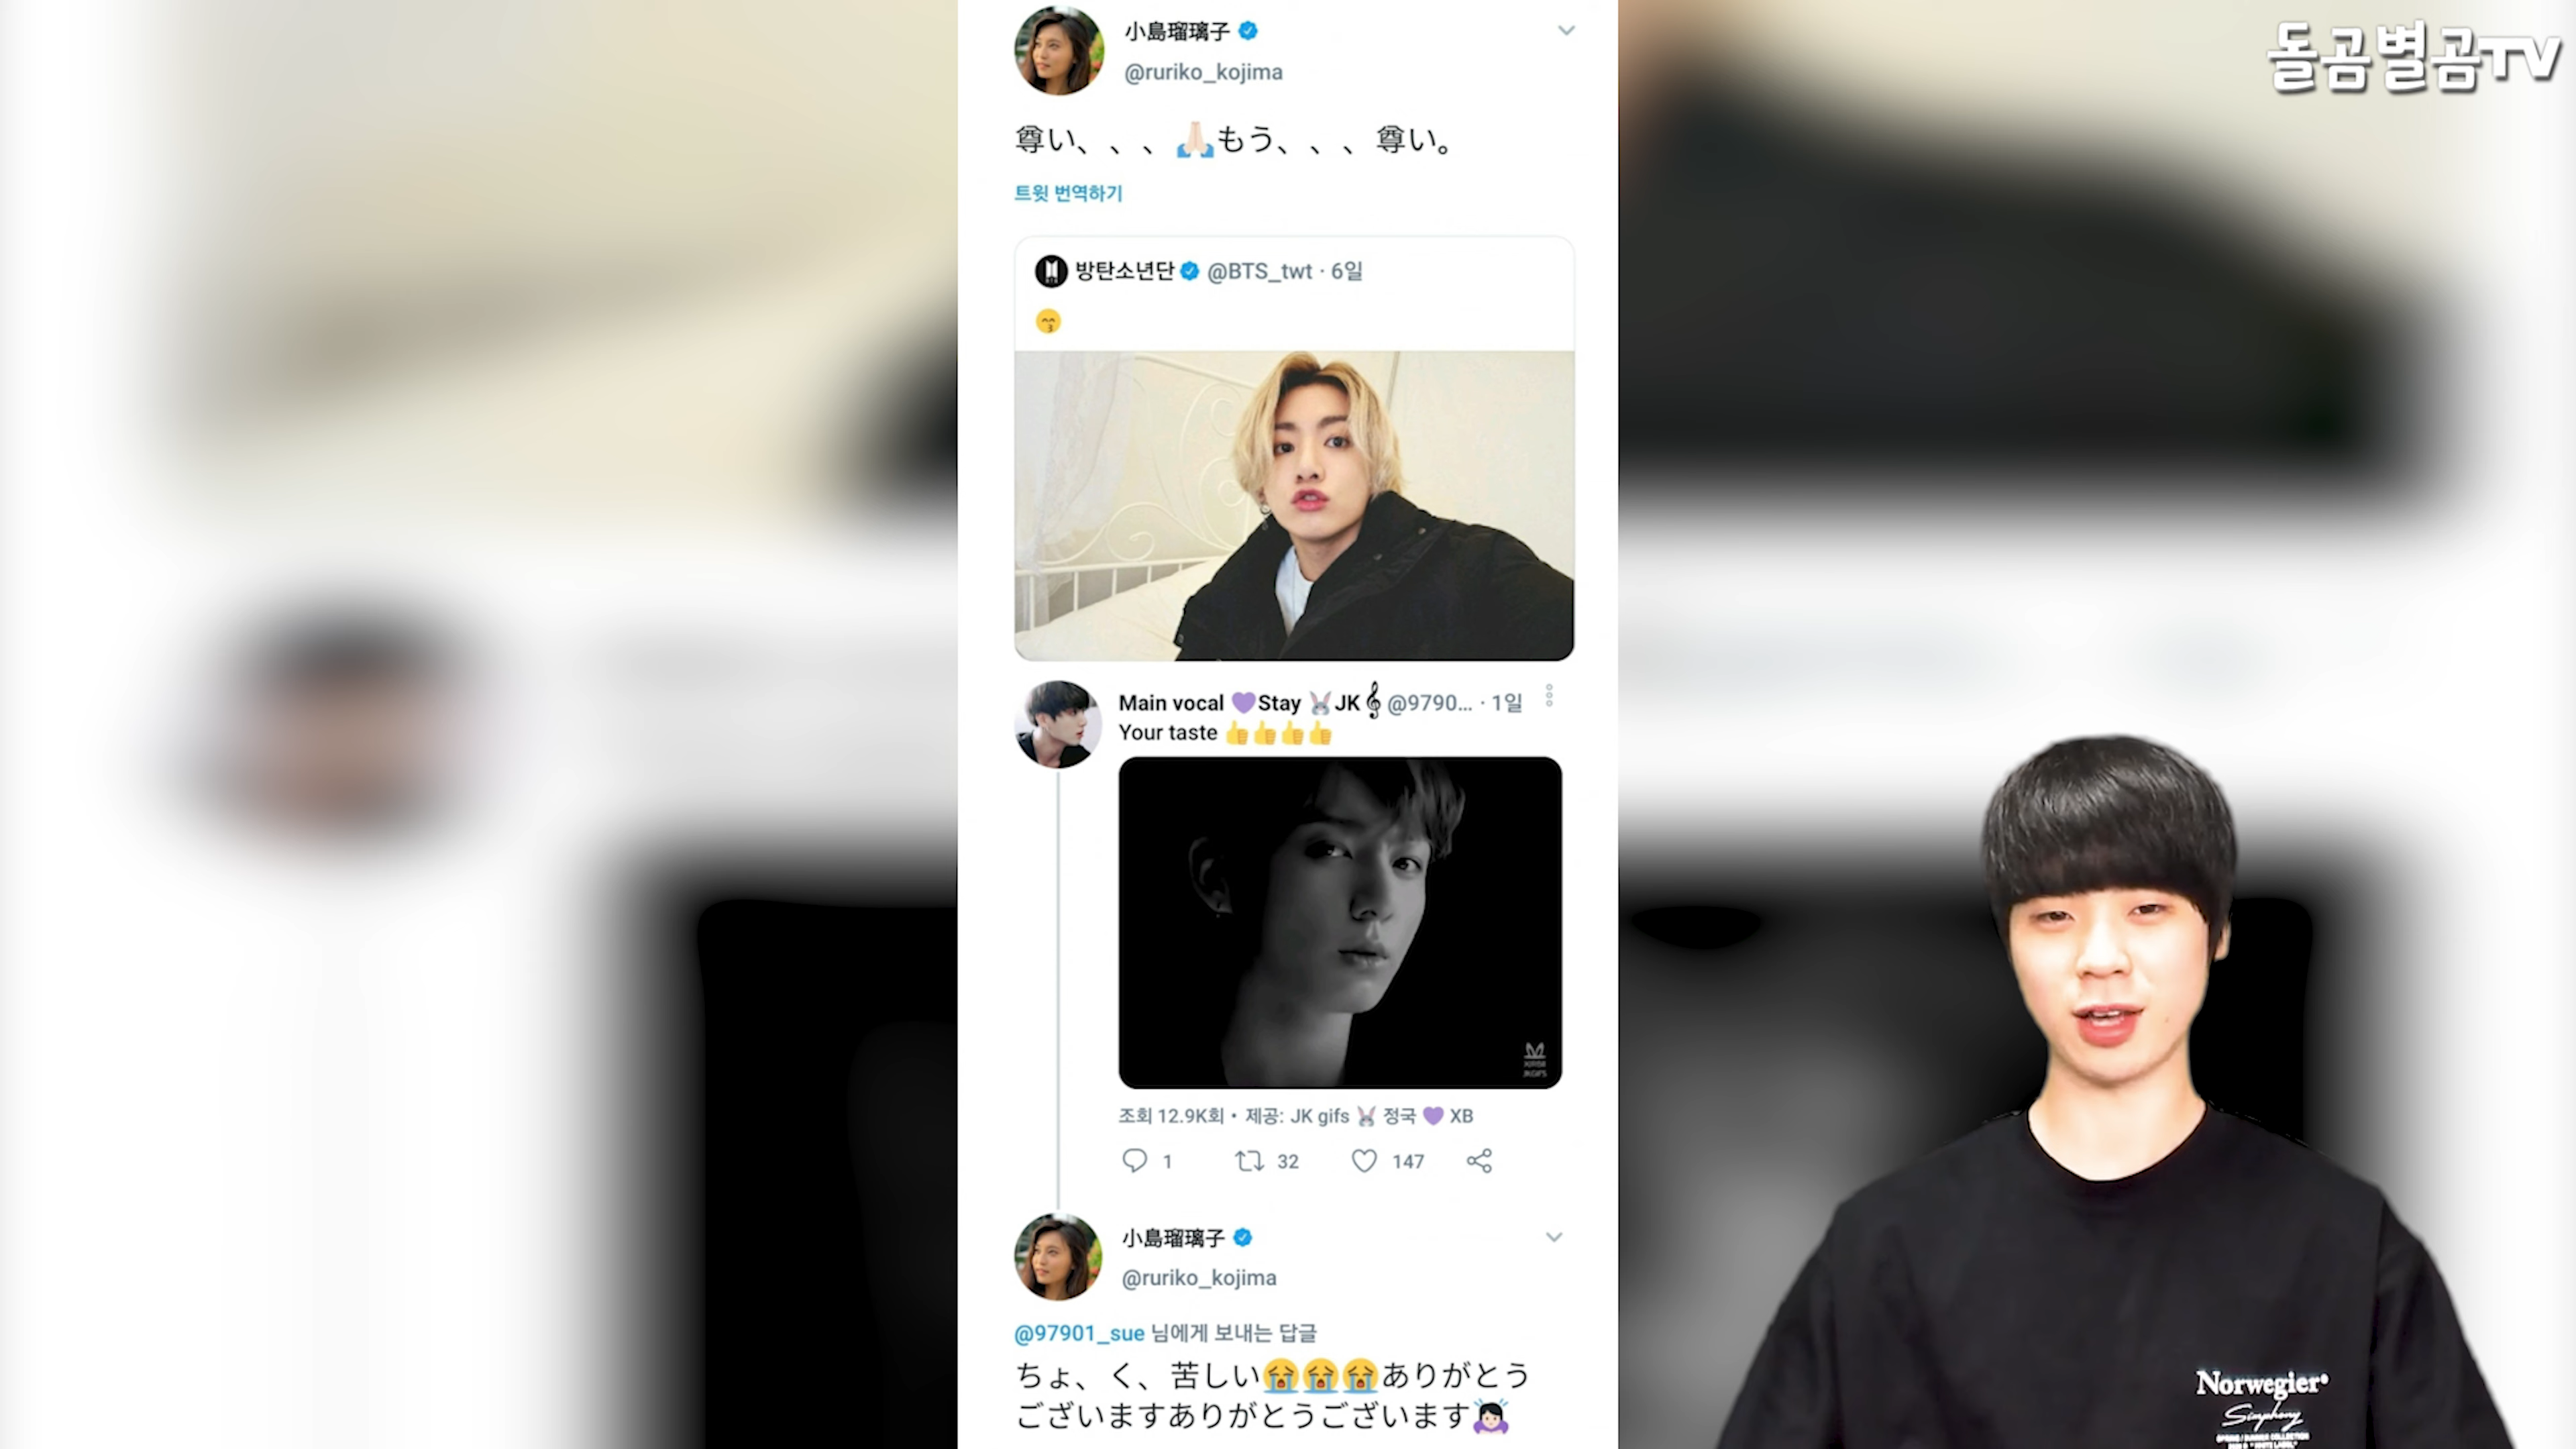 돌곰별곰TV
小島瑠璃子
@ruriko_kojima
尊い、、、🙏🏻もう、、、尊い。
트윗 번역하기
방탄소년단 @BTS_twt · 6일
😙
Main vocal 💜Stay 🐰JK𝄞 @9790... · 1일
Your taste 👍👍👍👍
조회 12.9K회 • 제공: JK gifs 🐰 정국 💜 XB
1 32 147
小島瑠璃子
@ruriko_kojima
@97901_sue 님에게 보내는 답글
ちょ、く、苦しい😭😭😭ありがとう
ございますありがとうございます🙇🏻‍♀️
Norwegier®
Simphony